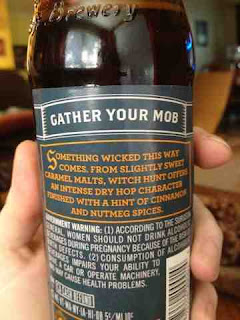 Brewery
GATHER YOUR MOB
SOMETHING WICKED THIS WAY
COMES. FROM SLIGHTLY SWEET
CARAMEL MALTS, WITCH HUNT OFFERS
AN INTENSE DRY HOP CHARACTER
FINISHED WITH A HINT OF CINNAMON
AND NUTMEG SPICES.
GOVERNMENT WARNING: (1) ACCORDING TO THE SURGEON
GENERAL, WOMEN SHOULD NOT DRINK ALCOHOLIC
BEVERAGES DURING PREGNANCY BECAUSE OF THE RISK OF
BIRTH DEFECTS. (2) CONSUMPTION OF ALCOHOLIC
BEVERAGES IMPAIRS YOUR ABILITY TO
DRIVE A CAR OR OPERATE MACHINERY,
AND MAY CAUSE HEALTH PROBLEMS.
REFUND